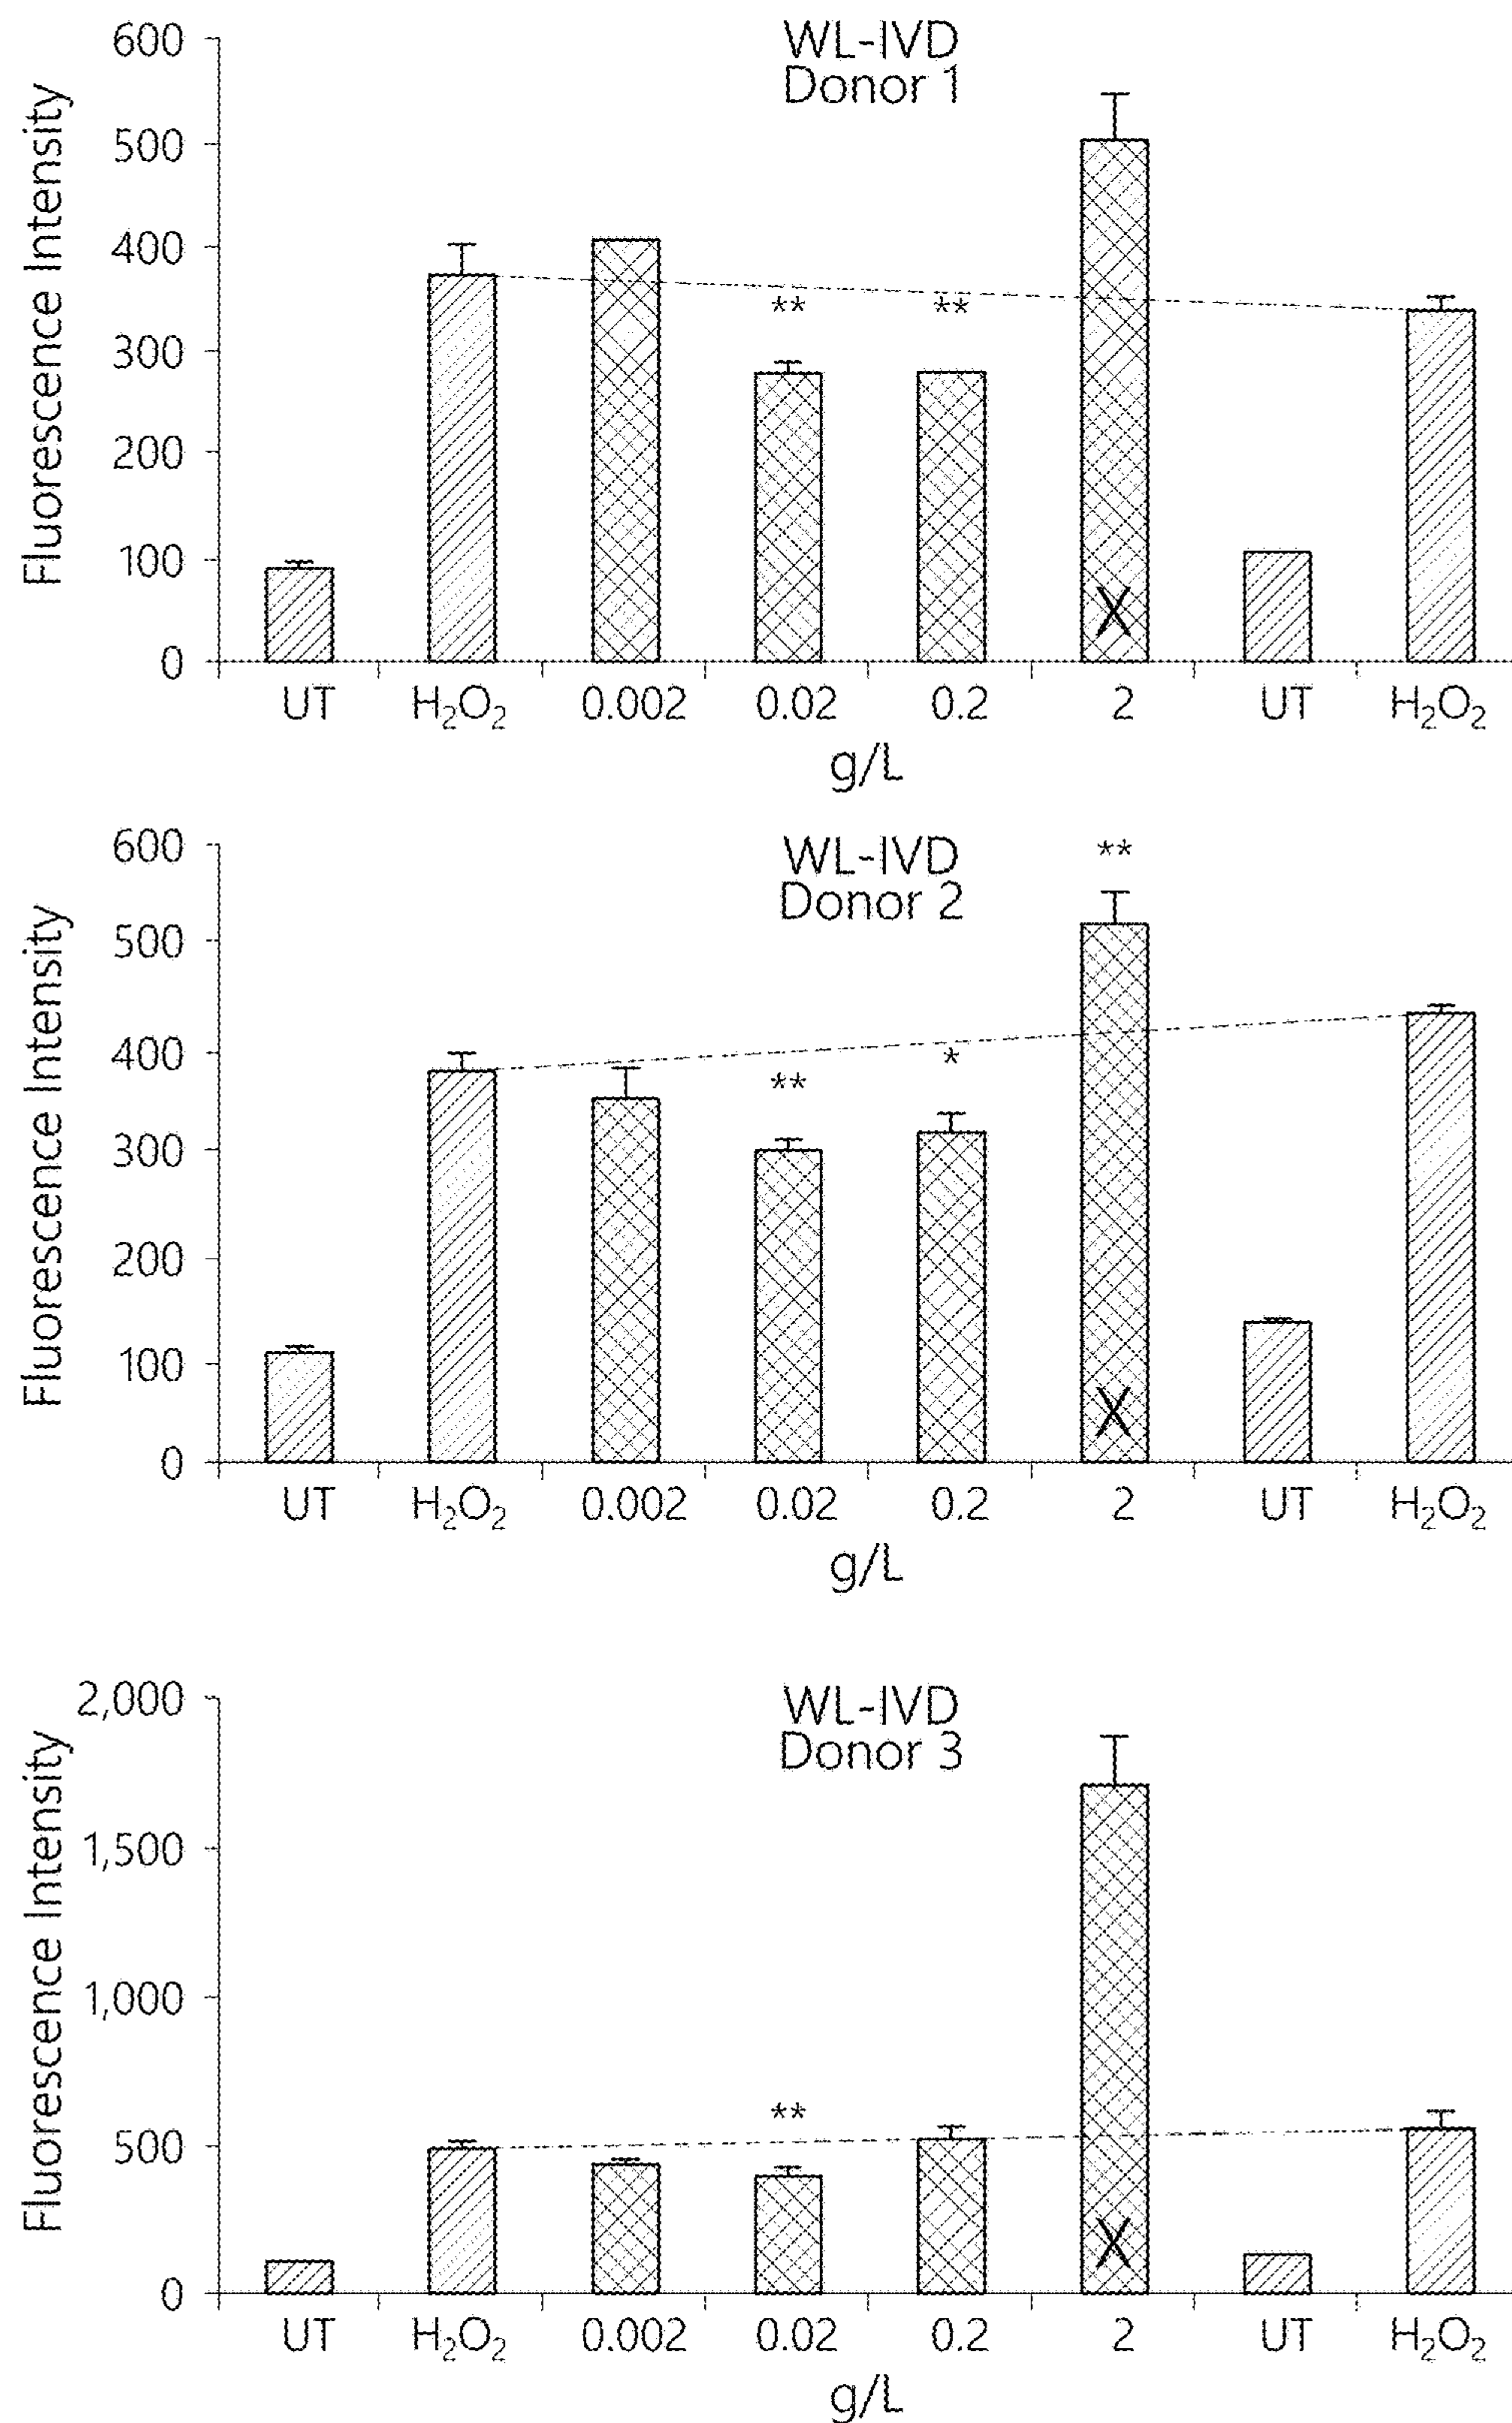 WL-IVD
Donor 1
Fluorescence Intensity
600
500
400
300
200
100
0
** **
X
UT H₂O₂ 0.002 0.02 0.2 2 UT H₂O₂
g/L
WL-IVD
Donor 2
Fluorescence Intensity
600
500
400
300
200
100
0
**
** *
X
UT H₂O₂ 0.002 0.02 0.2 2 UT H₂O₂
g/L
WL-IVD
Donor 3
Fluorescence Intensity
2,000
1,500
1,000
500
0
**
X
UT H₂O₂ 0.002 0.02 0.2 2 UT H₂O₂
g/L